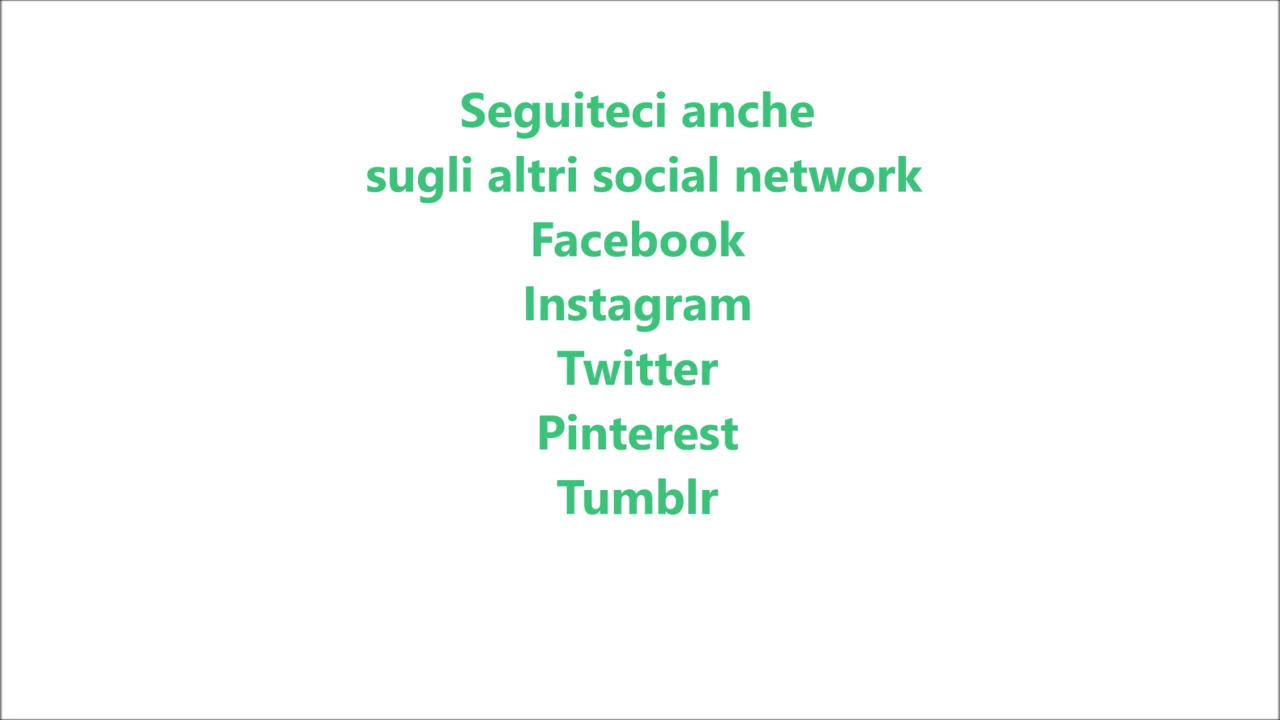 Seguiteci anche
sugli altri social network
Facebook
Instagram
Twitter
Pinterest
Tumblr